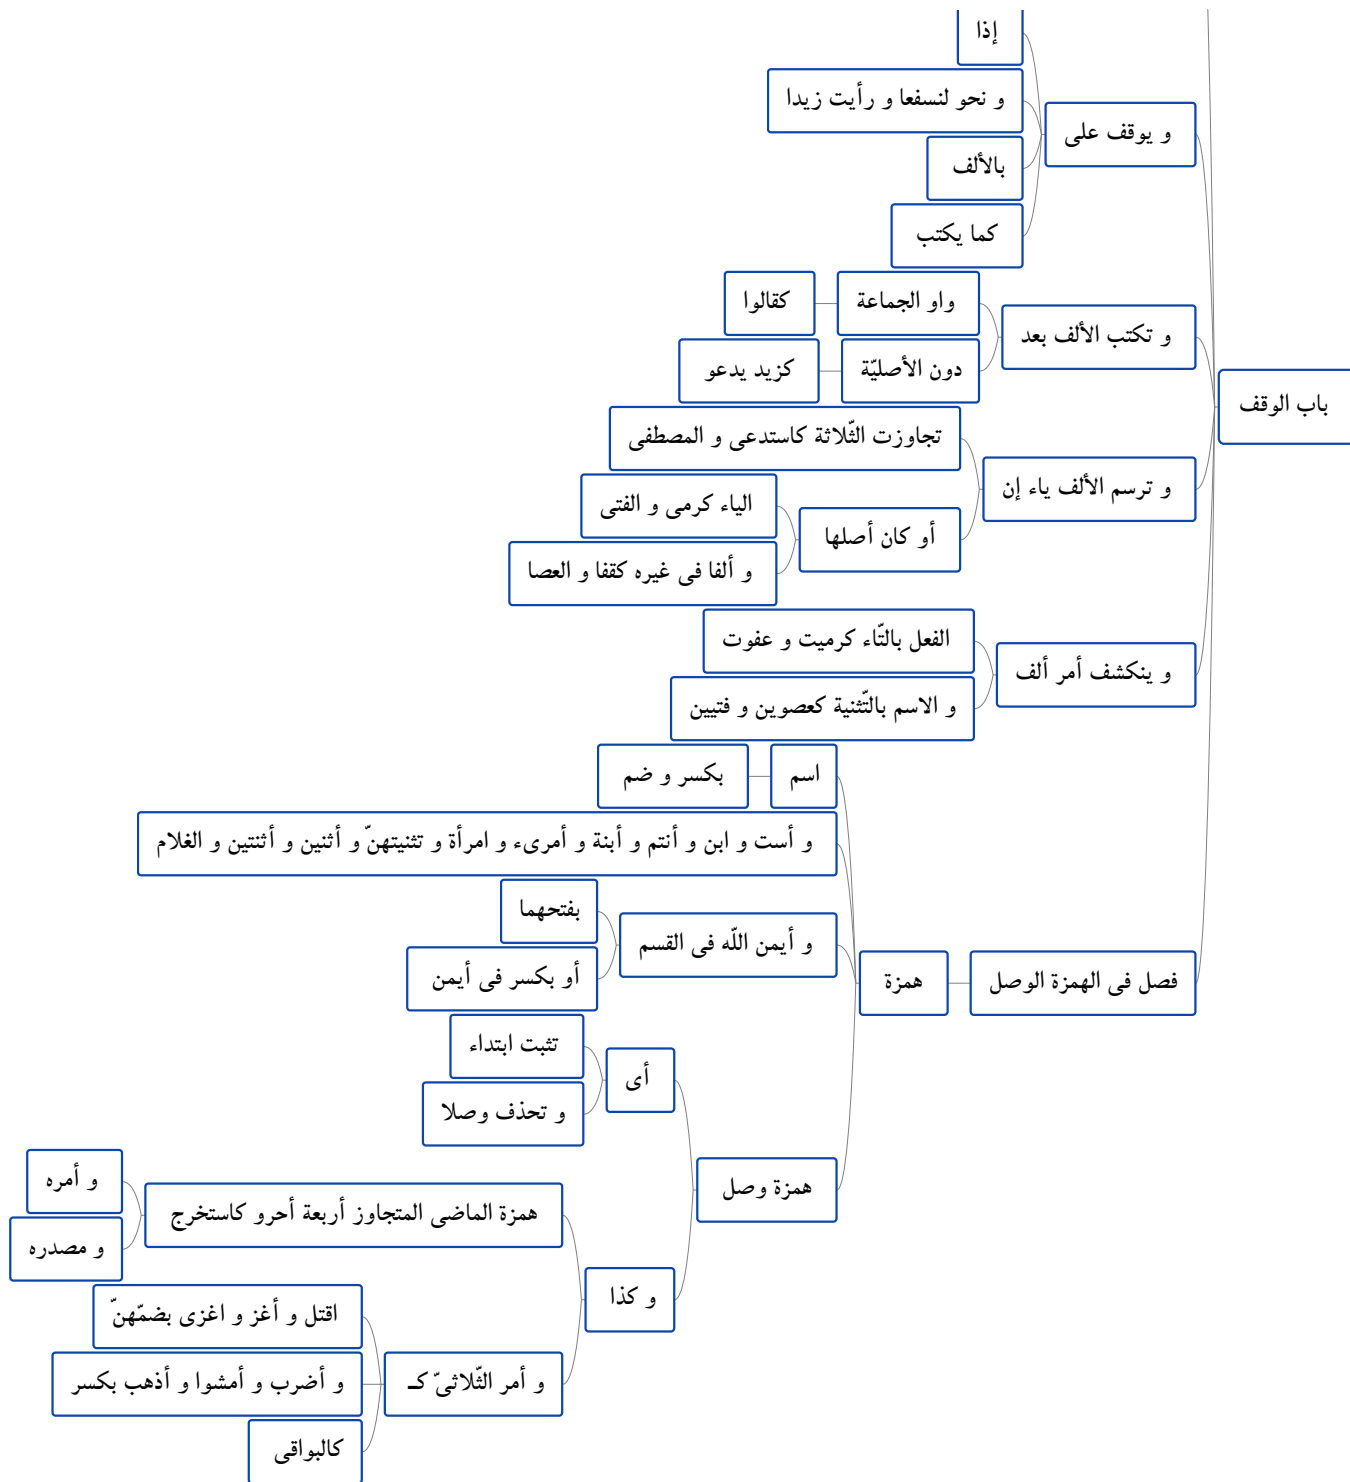 باب الوقف
و يوقف على
إذا
و نحو لنسفعا و رأيت زيدا
بالألف
كما يكتب
و تكتب الألف بعد
واو الجماعة
كقالوا
دون الأصليّة
كزيد يدعو
و ترسم الألف ياء إن
تجاوزت الثّلاثة كاستدعى و المصطفى
أو كان أصلها
الياء كرمى و الفتى
و ألفا فى غيره كقفا و العصا
و ينكشف أمر ألف
الفعل بالتّاء كرميت و عفوت
و الاسم بالتّثنية كعصوين و فتيين
فصل فى الهمزة الوصل
همزة
اسم
بكسر و ضم
و أست و ابن و أنتم و أبنة و أمرىء و امرأة و تثنيتهنّ و أثنين و أثنتين و الغلام
و أيمن اللّه فى القسم
بفتحهما
أو بكسر فى أيمن
همزة وصل
أى
تثبت ابتداء
و تحذف وصلا
و كذا
همزة الماضى المتجاوز أربعة أحرو كاستخرج
و أمره
و مصدره
و أمر الثّلاثىّ كـ
اقتل و أغز و اغزى بضمّهنّ
و أضرب و أمشوا و أذهب بكسر
كالبواقى